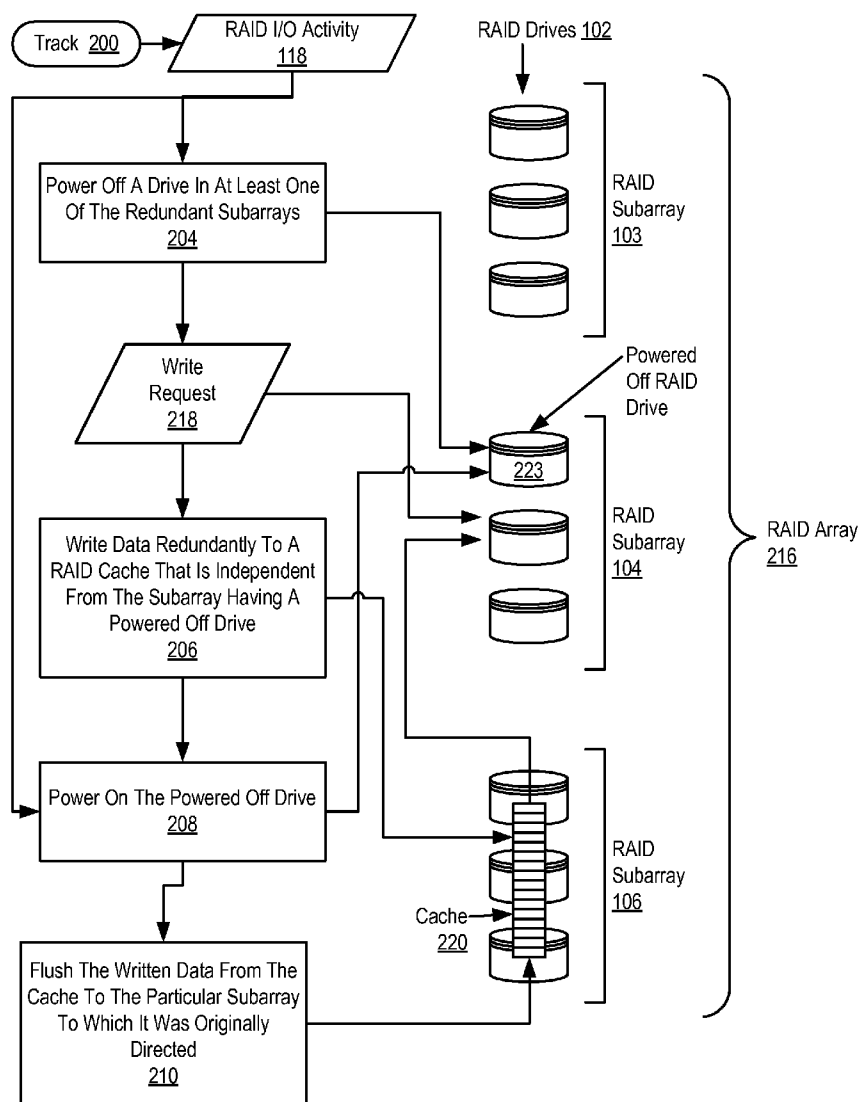 Track 200
RAID I/O Activity
118
RAID Drives 102
Power Off A Drive In At Least One
Of The Redundant Subarrays
204
RAID
Subarray
103
Write
Request
218
Powered
Off RAID
Drive
223
RAID
Subarray
104
RAID Array
216
Write Data Redundantly To A
RAID Cache That Is Independent
From The Subarray Having A
Powered Off Drive
206
Power On The Powered Off Drive
208
RAID
Subarray
106
Cache
220
Flush The Written Data From The
Cache To The Particular Subarray
To Which It Was Originally
Directed
210